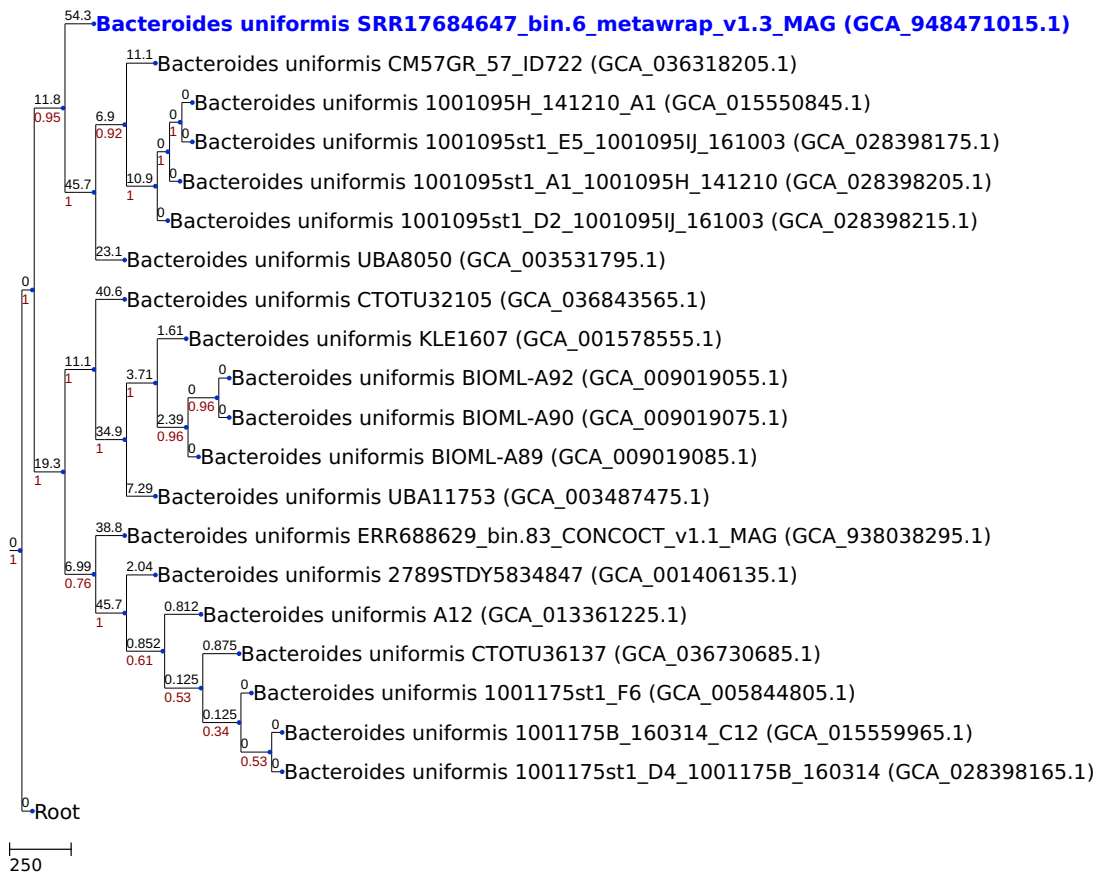 54.3
Bacteroides uniformis SRR17684647_bin.6_metawrap_v1.3_MAG (GCA_948471015.1)
11.1
Bacteroides uniformis CM57GR_57_ID722 (GCA_036318205.1)
11.8
0.95
0
Bacteroides uniformis 1001095H_141210_A1 (GCA_015550845.1)
6.9
0.92
0
1
0
Bacteroides uniformis 1001095st1_E5_1001095IJ_161003 (GCA_028398175.1)
0
1
0
Bacteroides uniformis 1001095st1_A1_1001095H_141210 (GCA_028398205.1)
10.9
1
45.7
1
0
Bacteroides uniformis 1001095st1_D2_1001095IJ_161003 (GCA_028398215.1)
23.1
Bacteroides uniformis UBA8050 (GCA_003531795.1)
0
1
40.6
Bacteroides uniformis CTOTU32105 (GCA_036843565.1)
1.61
Bacteroides uniformis KLE1607 (GCA_001578555.1)
11.1
1
3.71
1
0
Bacteroides uniformis BIOML-A92 (GCA_009019055.1)
0
0.96
0
Bacteroides uniformis BIOML-A90 (GCA_009019075.1)
2.39
0.96
34.9
1
0
Bacteroides uniformis BIOML-A89 (GCA_009019085.1)
19.3
1
7.29
Bacteroides uniformis UBA11753 (GCA_003487475.1)
38.8
Bacteroides uniformis ERR688629_bin.83_CONCOCT_v1.1_MAG (GCA_938038295.1)
0
1
6.99
0.76
2.04
Bacteroides uniformis 2789STDY5834847 (GCA_001406135.1)
45.7
1
0.812
Bacteroides uniformis A12 (GCA_013361225.1)
0.852
0.61
0.875
Bacteroides uniformis CTOTU36137 (GCA_036730685.1)
0.125
0.53
0
Bacteroides uniformis 1001175st1_F6 (GCA_005844805.1)
0.125
0.34
0
Bacteroides uniformis 1001175B_160314_C12 (GCA_015559965.1)
0
0.53
0
Bacteroides uniformis 1001175st1_D4_1001175B_160314 (GCA_028398165.1)
0
Root
250